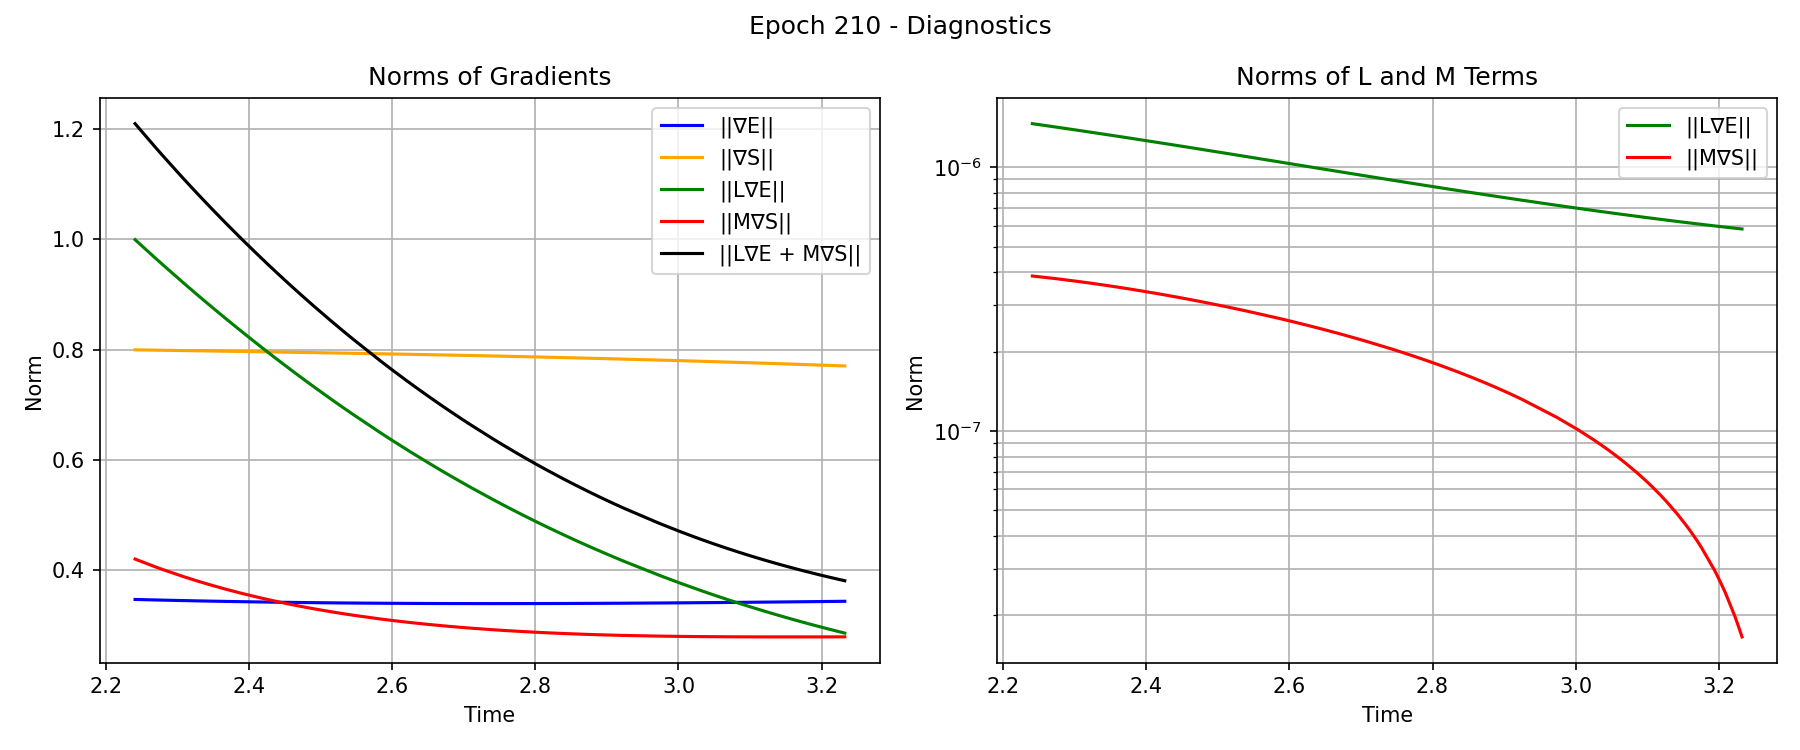 Epoch 210 - Diagnostics
Norms of Gradients
1.2
1.0
0.8
0.6
0.4
Norm
||∇E||
||∇S||
||L∇E||
||M∇S||
||L∇E + M∇S||
2.2 2.4 2.6 2.8 3.0 3.2
Time
Norms of L and M Terms
10⁻⁶
10⁻⁷
Norm
||L∇E||
||M∇S||
2.2 2.4 2.6 2.8 3.0 3.2
Time